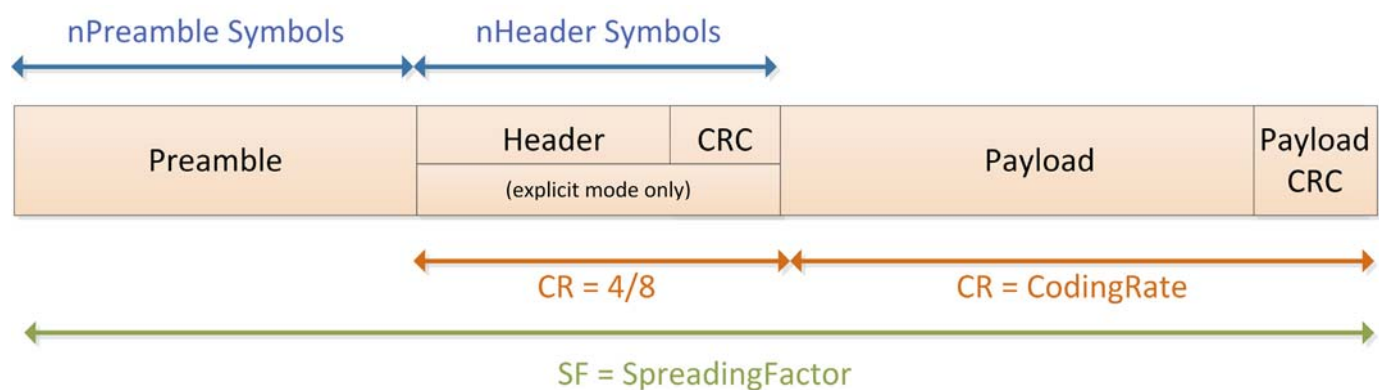 nPreamble Symbols
nHeader Symbols
Preamble
Header
CRC
(explicit mode only)
Payload
Payload
CRC
CR = 4/8
CR = CodingRate
SF = SpreadingFactor